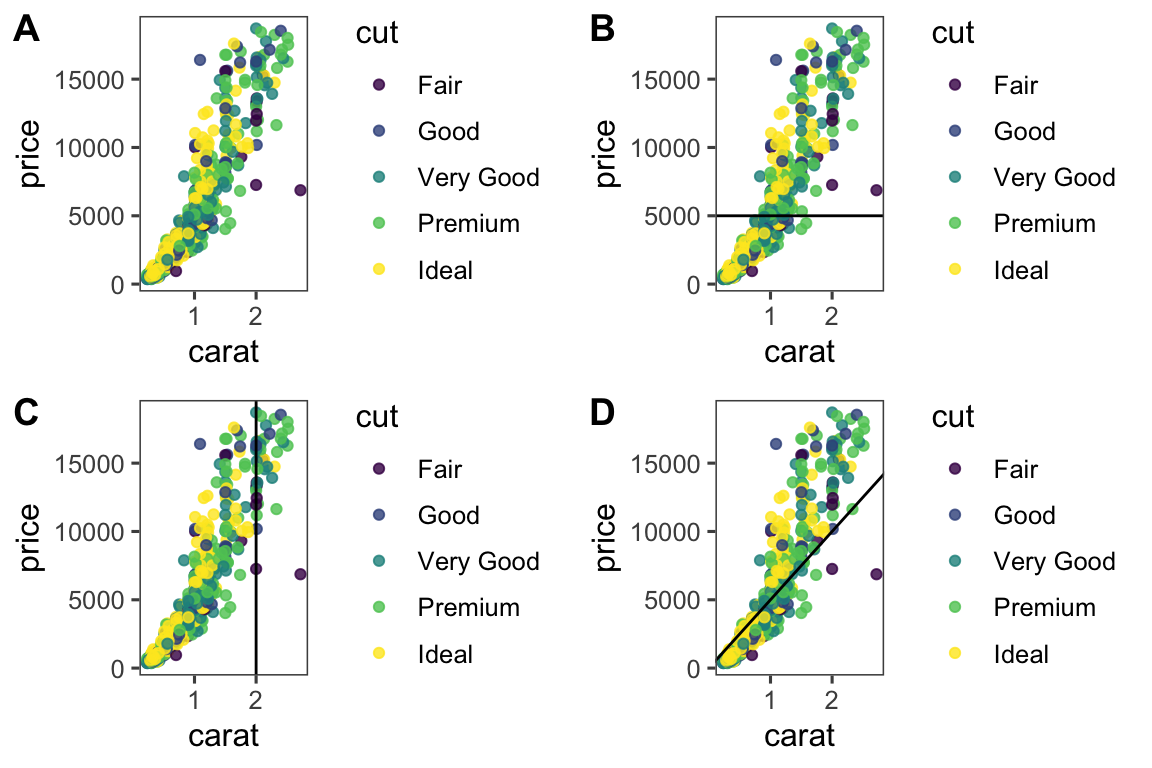 A
cut
15000
10000
5000
0
price
1 2
carat
Fair
Good
Very Good
Premium
Ideal
B
cut
15000
10000
5000
0
price
1 2
carat
Fair
Good
Very Good
Premium
Ideal
C
cut
15000
10000
5000
0
price
1 2
carat
Fair
Good
Very Good
Premium
Ideal
D
cut
15000
10000
5000
0
price
1 2
carat
Fair
Good
Very Good
Premium
Ideal